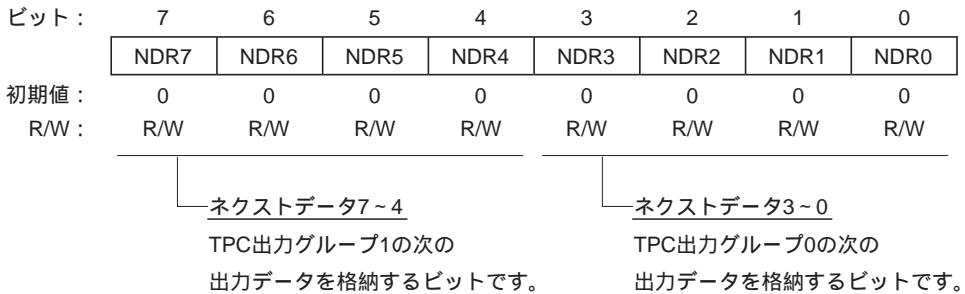 ビット： 7 6 5 4 3 2 1 0
NDR7 NDR6 NDR5 NDR4 NDR3 NDR2 NDR1 NDR0
初期値： 0 0 0 0 0 0 0 0
R/W： R/W R/W R/W R/W R/W R/W R/W R/W
ネクストデータ7～4
TPC出力グループ1の次の
出力データを格納するビットです。
ネクストデータ3～0
TPC出力グループ0の次の
出力データを格納するビットです。